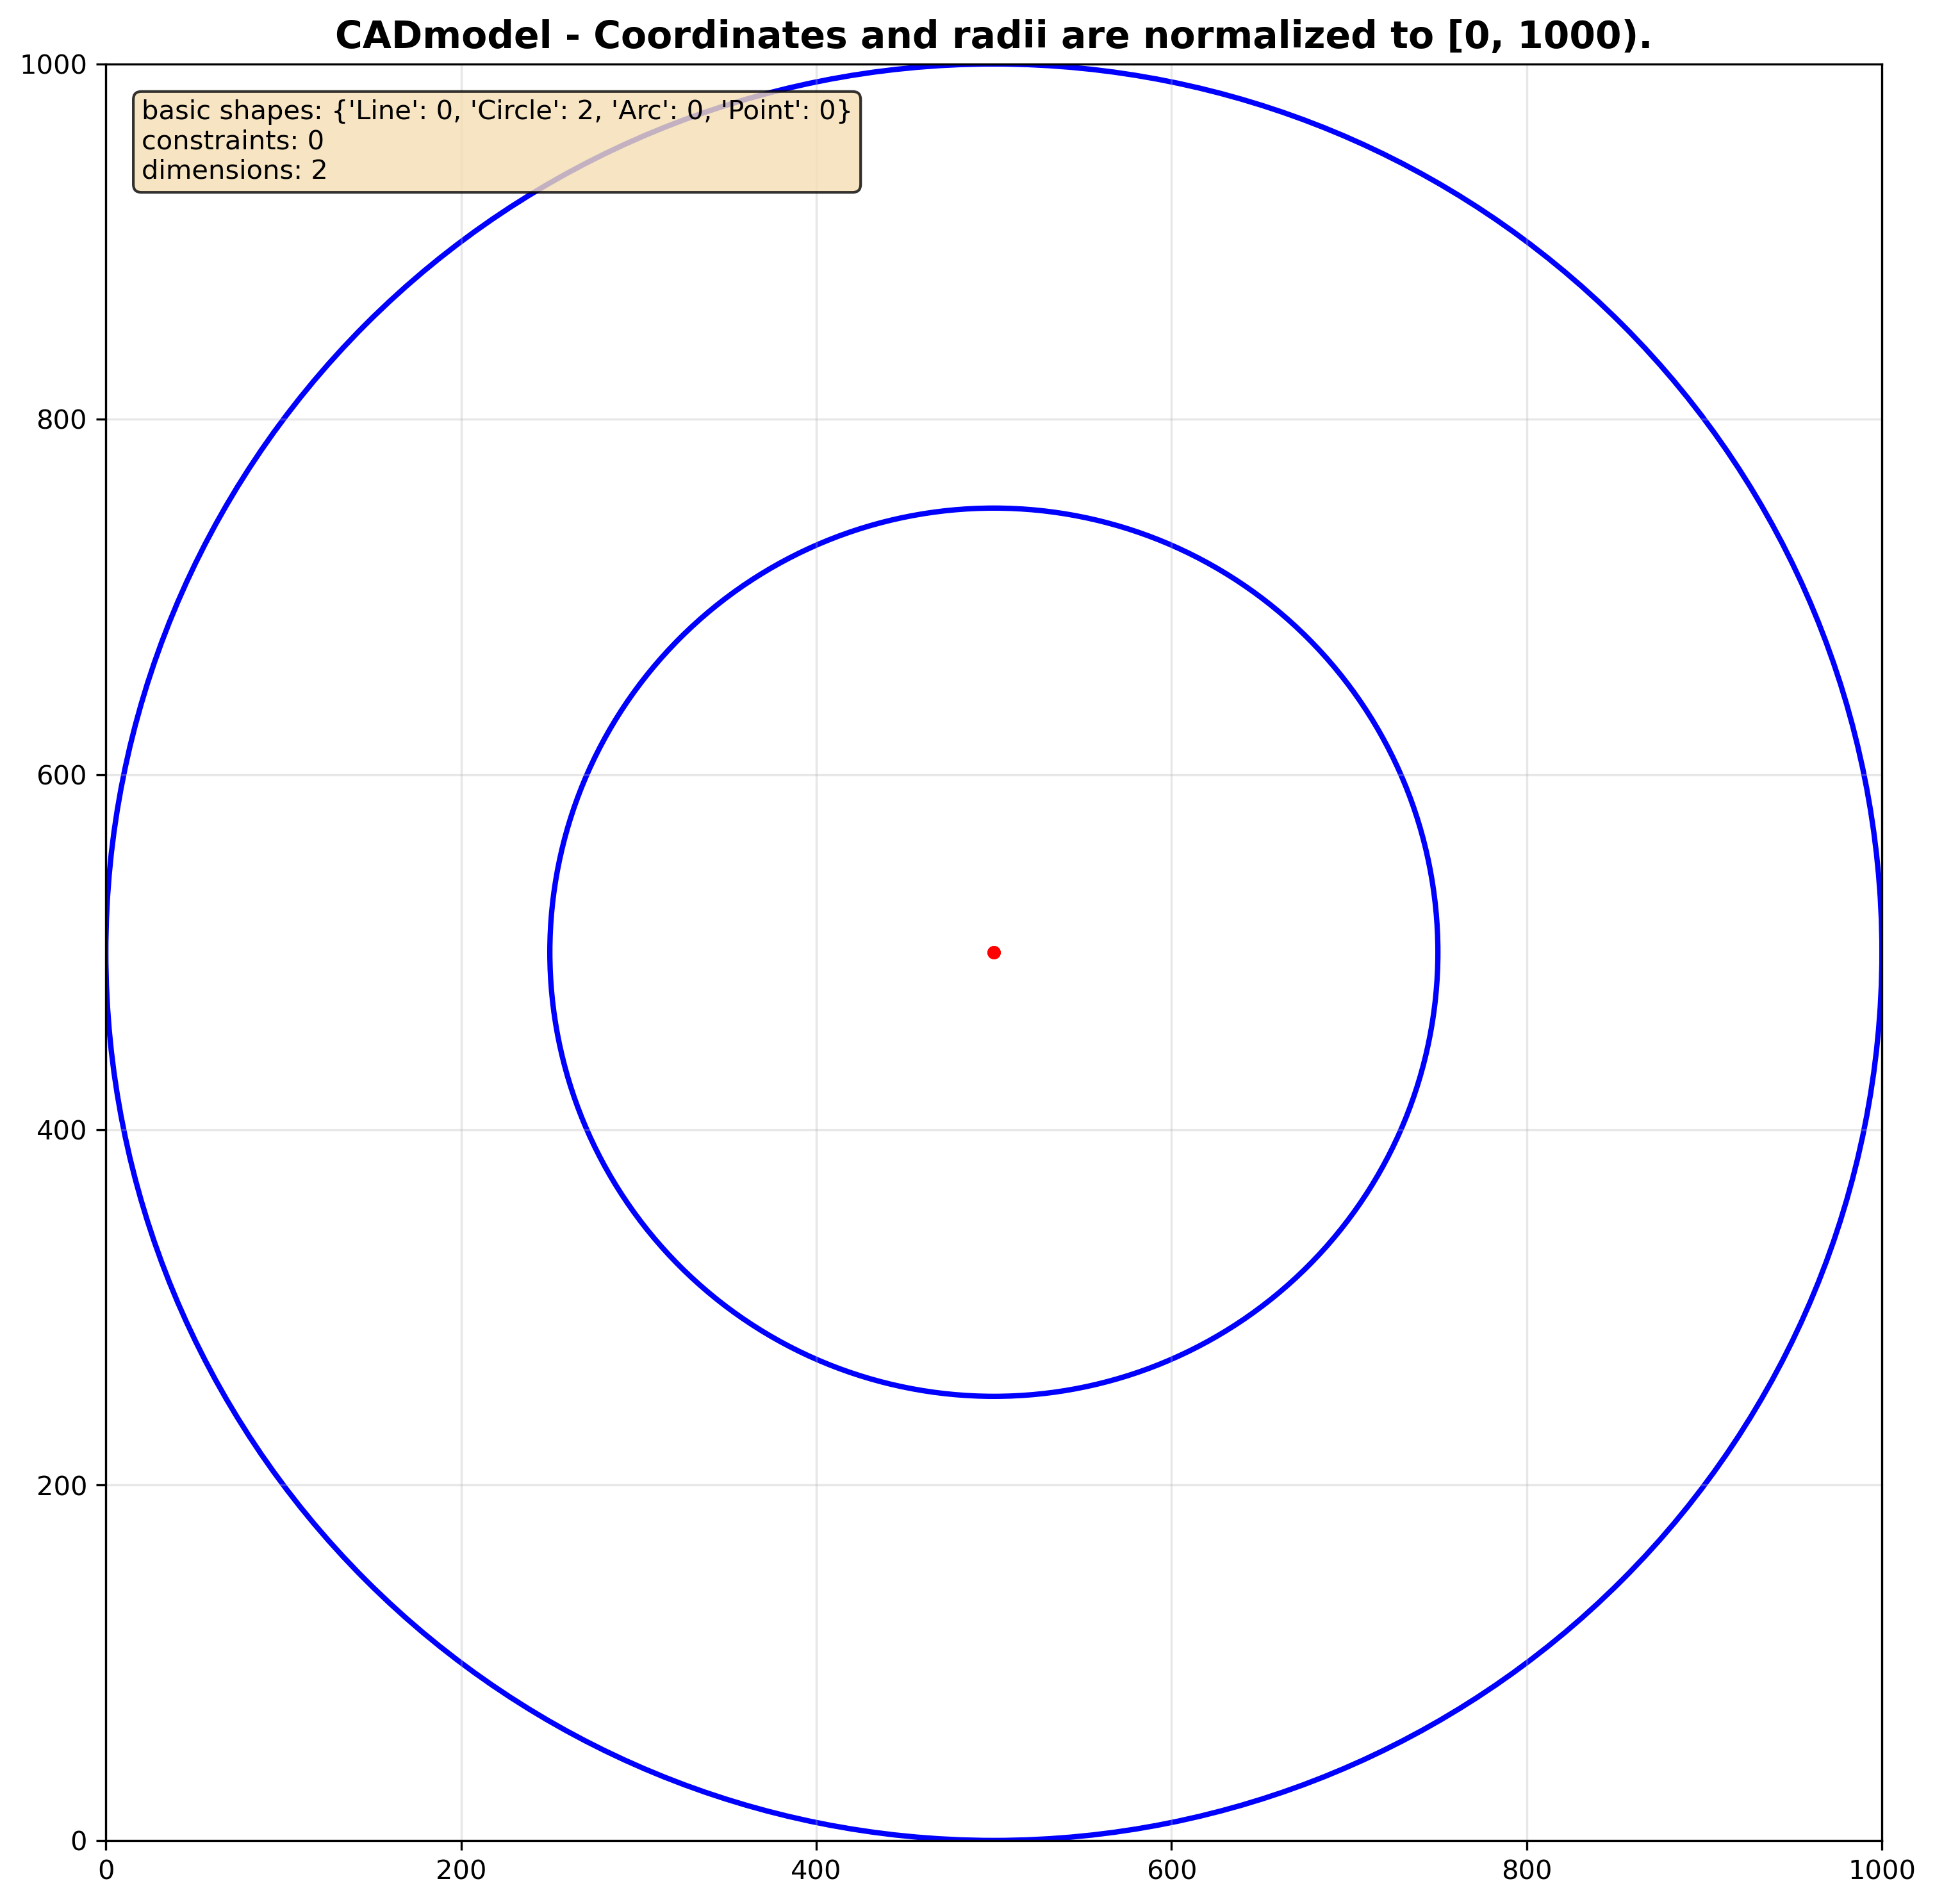 CADmodel - Coordinates and radii are normalized to [0, 1000).
basic shapes: {'Line': 0, 'Circle': 2, 'Arc': 0, 'Point': 0}
constraints: 0
dimensions: 2
1000
800
600
400
200
0
0 200 400 600 800 1000